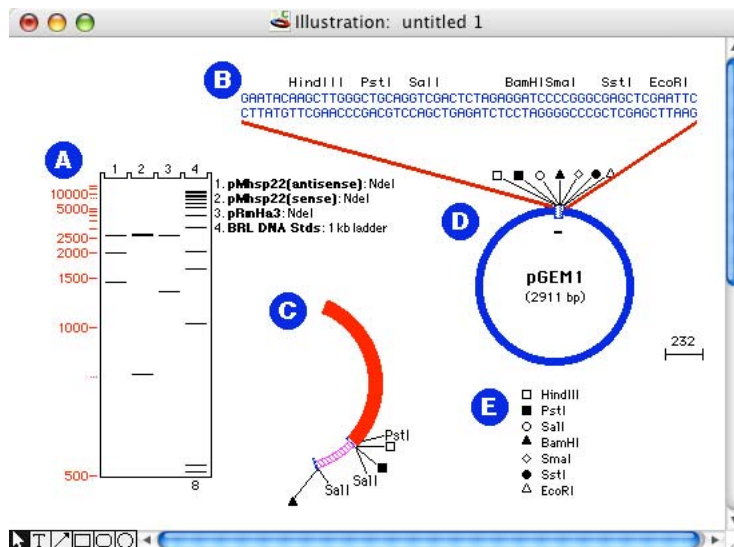 Illustration: untitled 1
B
HindIII PstI SalI BamHI SmaI SstI EcoRI
GAATACAAGCTTGGGCTGCAGGTCGACTCTAGAGGATCCCCGGGCGAGCTCGAATTC
CTTATGTTCGAACCCGACGTCCAGCTGAGATCTCCTAGGGGCCCGCTCGAGCTTAAG
A
1 2 3 4
10000
5000
2500
2000
1500
1000
500
8
1. pMhsp22(antisense): NdeI
2. pMhsp22(sense): NdeI
3. pRmHa3: NdeI
4. BRL DNA Stds: 1 kb ladder
D
pGEM1
(2911 bp)
232
C
PstI
SalI
SalI
E
HindIII
PstI
SalI
BamHI
SmaI
SstI
EcoRI
T